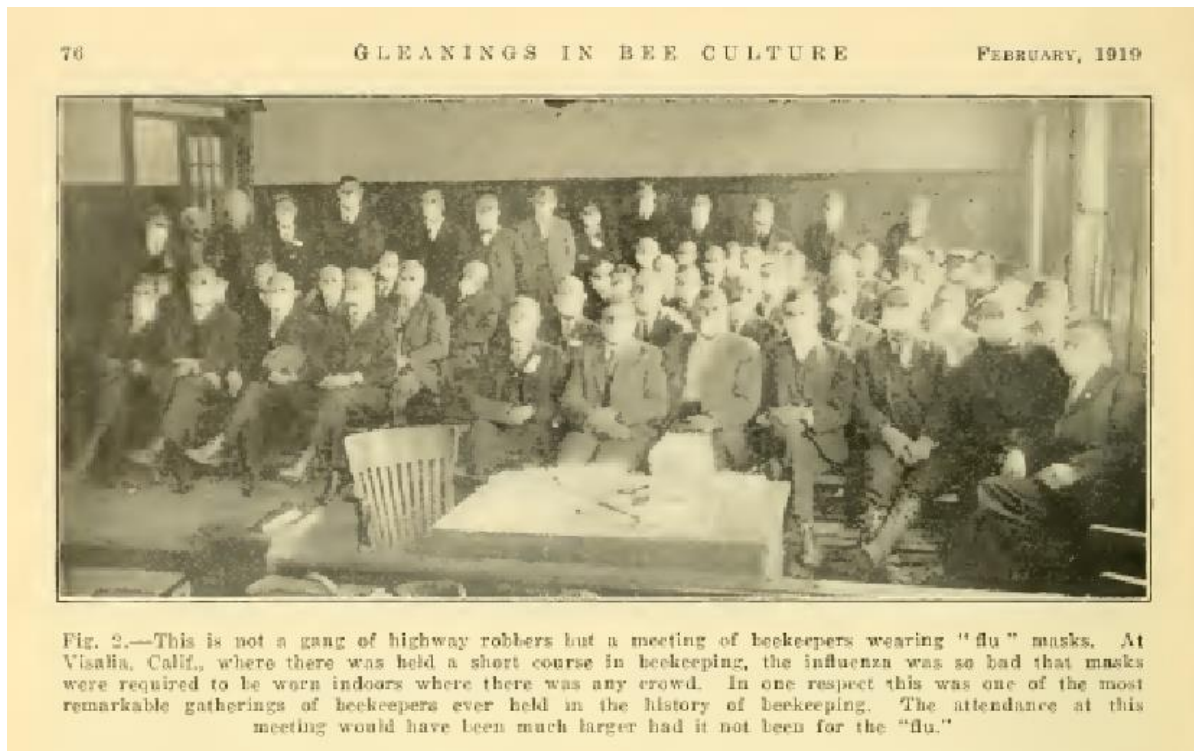 76 GLEANINGS IN BEE CULTURE FEBRUARY, 1919
Fig. 2.—This is not a gang of highway robbers but a meeting of beekeepers wearing "flu" masks. At
Visalia, Calif., where there was held a short course in beekeeping, the influenza was so bad that masks
were required to be worn indoors where there was any crowd. In one respect this was one of the most
remarkable gatherings of beekeepers ever held in the history of beekeeping. The attendance at this
meeting would have been much larger had it not been for the "flu."